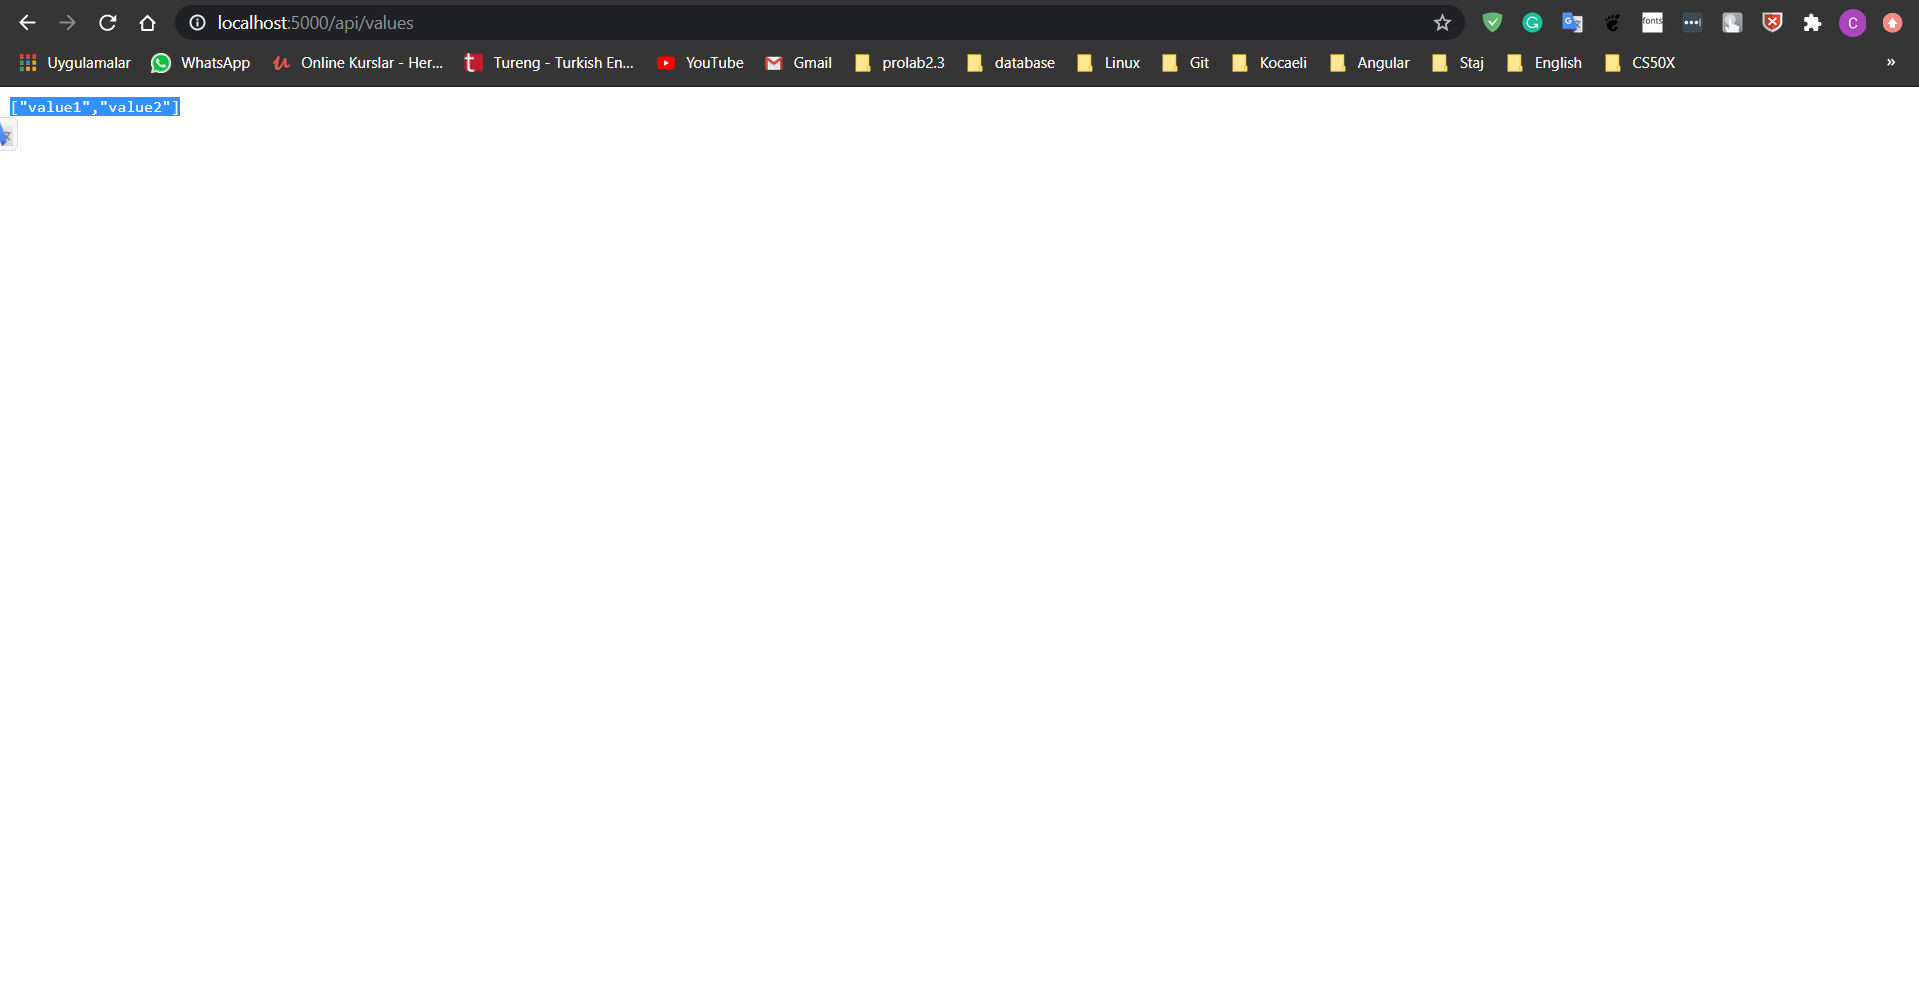 localhost:5000/api/values
fonts
C
Uygulamalar WhatsApp Online Kurslar - Her... Tureng - Turkish En... YouTube Gmail prolab2.3 database Linux Git Kocaeli Angular Staj English CS50X »
["value1","value2"]